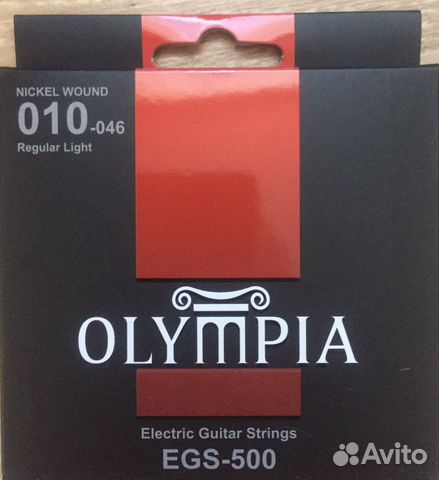 NICKEL WOUND
010-046
Regular Light
OLYMPIA
Electric Guitar Strings
EGS-500
Avito